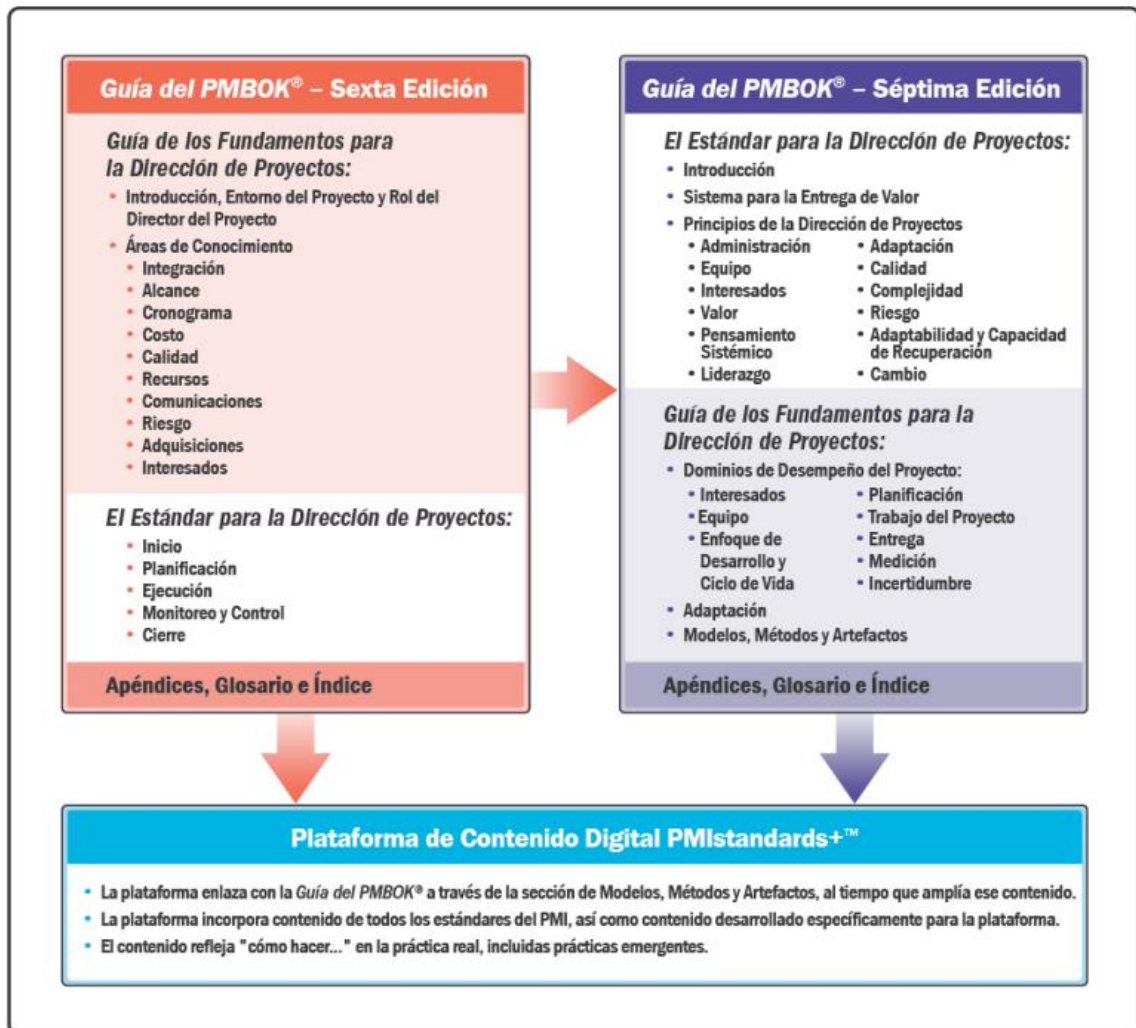 Guía del PMBOK® – Sexta Edición
Guía de los Fundamentos para
la Dirección de Proyectos:
• Introducción, Entorno del Proyecto y Rol del
Director del Proyecto
• Áreas de Conocimiento
• Integración
• Alcance
• Cronograma
• Costo
• Calidad
• Recursos
• Comunicaciones
• Riesgo
• Adquisiciones
• Interesados
El Estándar para la Dirección de Proyectos:
• Inicio
• Planificación
• Ejecución
• Monitoreo y Control
• Cierre
Apéndices, Glosario e Índice
Guía del PMBOK® – Séptima Edición
El Estándar para la Dirección de Proyectos:
• Introducción
• Sistema para la Entrega de Valor
• Principios de la Dirección de Proyectos
• Administración
• Equipo
• Interesados
• Valor
• Pensamiento
Sistémico
• Liderazgo
• Adaptación
• Calidad
• Complejidad
• Riesgo
• Adaptabilidad y Capacidad
de Recuperación
• Cambio
Guía de los Fundamentos para la
Dirección de Proyectos:
• Dominios de Desempeño del Proyecto:
• Interesados
• Equipo
• Enfoque de
Desarrollo y
Ciclo de Vida
• Planificación
• Trabajo del Proyecto
• Entrega
• Medición
• Incertidumbre
• Adaptación
• Modelos, Métodos y Artefactos
Apéndices, Glosario e Índice
Plataforma de Contenido Digital PMIstandards+™
• La plataforma enlaza con la Guía del PMBOK® a través de la sección de Modelos, Métodos y Artefactos, al tiempo que amplía ese contenido.
• La plataforma incorpora contenido de todos los estándares del PMI, así como contenido desarrollado específicamente para la plataforma.
• El contenido refleja "cómo hacer..." en la práctica real, incluidas prácticas emergentes.